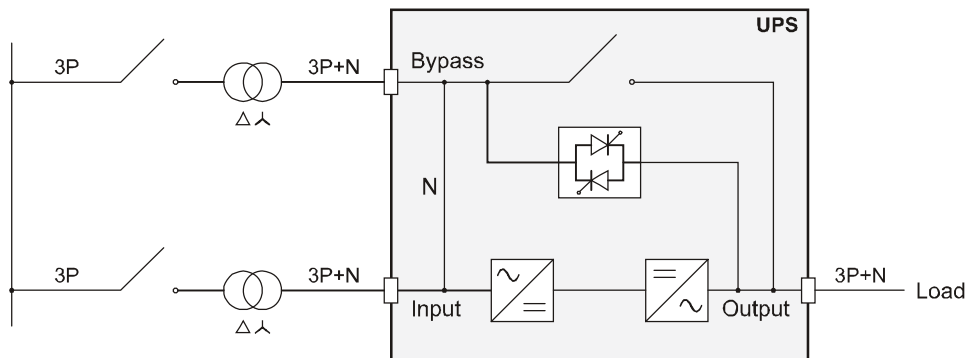 UPS
3P
3P+N
Bypass
N
3P
3P+N
Input
Output
3P+N
Load